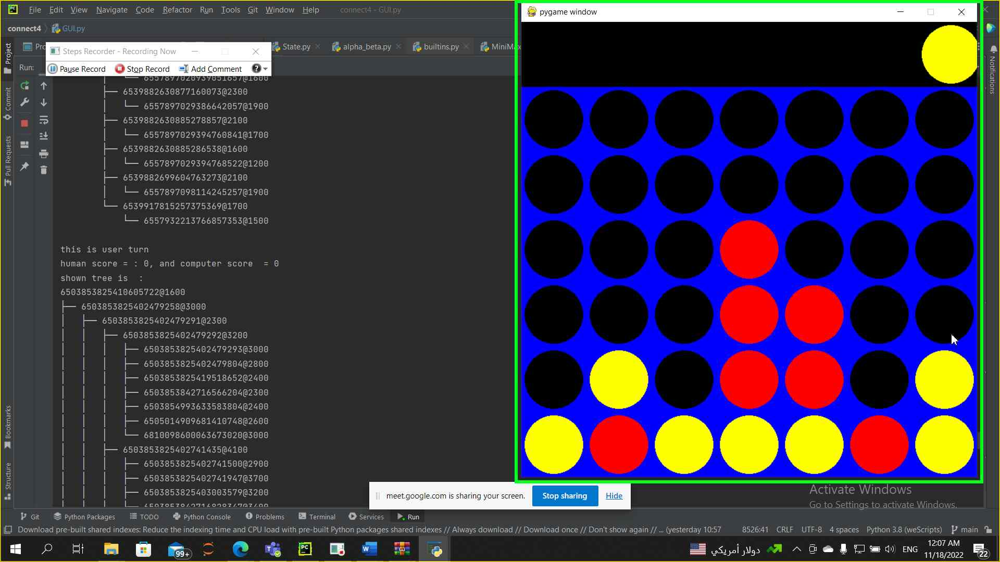 File Edit View Navigate Code Refactor Run Tools Git Window Help connect4 - GUI.py
connect4 GUI.py
Steps Recorder - Recording Now
State.py alpha_beta.py builtins.py MiniMax
Pause Record Stop Record Add Comment
Run:
6557897020939051657@1600
6539882630877160073@2300
6557897029386642057@1900
6539882630885278857@2100
6557897029394760841@1700
6539882630885286538@1600
6557897029394768522@1200
6539882699604763273@2100
6557897098114245257@1900
6539917815257375369@1700
6557932213766857353@1500
this is user turn
human score = : 0, and computer score  = 0
shown tree is  :
6503853825410605722@1600
6503853825402479258@3000
6503853825402479291@2300
6503853825402479292@3200
6503853825402479293@3000
6503853825402479804@2800
6503853825419518652@2400
6503853842716566204@2300
6503854993633583804@2400
6505014909681410748@2600
6810098600063673020@3000
6503853825402741435@4100
6503853825402741500@2900
6503853825402741947@3700
6503853825403003579@3200
6503853842716828347@3400
Project
Commit
Pull Requests
Bookmarks
Structure
Notifications
pygame window
meet.google.com is sharing your screen. Stop sharing Hide
Activate Windows
Go to Settings to activate Windows.
Git Python Packages TODO Python Console Problems Terminal Services Run
Download pre-built shared indexes: Reduce the indexing time and CPU load with pre-built Python packages shared indexes // Always download // Download once // Don't show again // ... (yesterday 10:57 8526:41 CRLF UTF-8 4 spaces Python 3.8 (weScripts) main
99+
دولار أمريكي
ENG
12:07 AM
11/18/2022
22